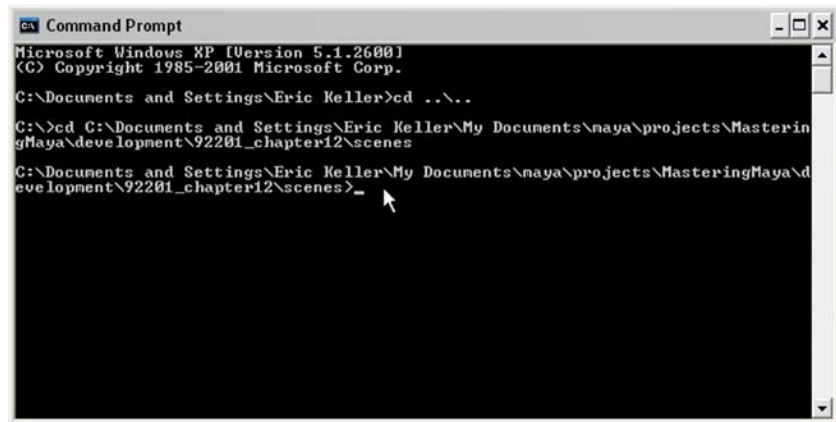 Command Prompt
Microsoft Windows XP [Version 5.1.2600]
(C) Copyright 1985-2001 Microsoft Corp.
C:\Documents and Settings\Eric Keller>cd ..\..
C:\>cd C:\Documents and Settings\Eric Keller\My Documents\maya\projects\Masterin
gMaya\development\92201_chapter12\scenes
C:\Documents and Settings\Eric Keller\My Documents\maya\projects\MasteringMaya\d
evelopment\92201_chapter12\scenes>_